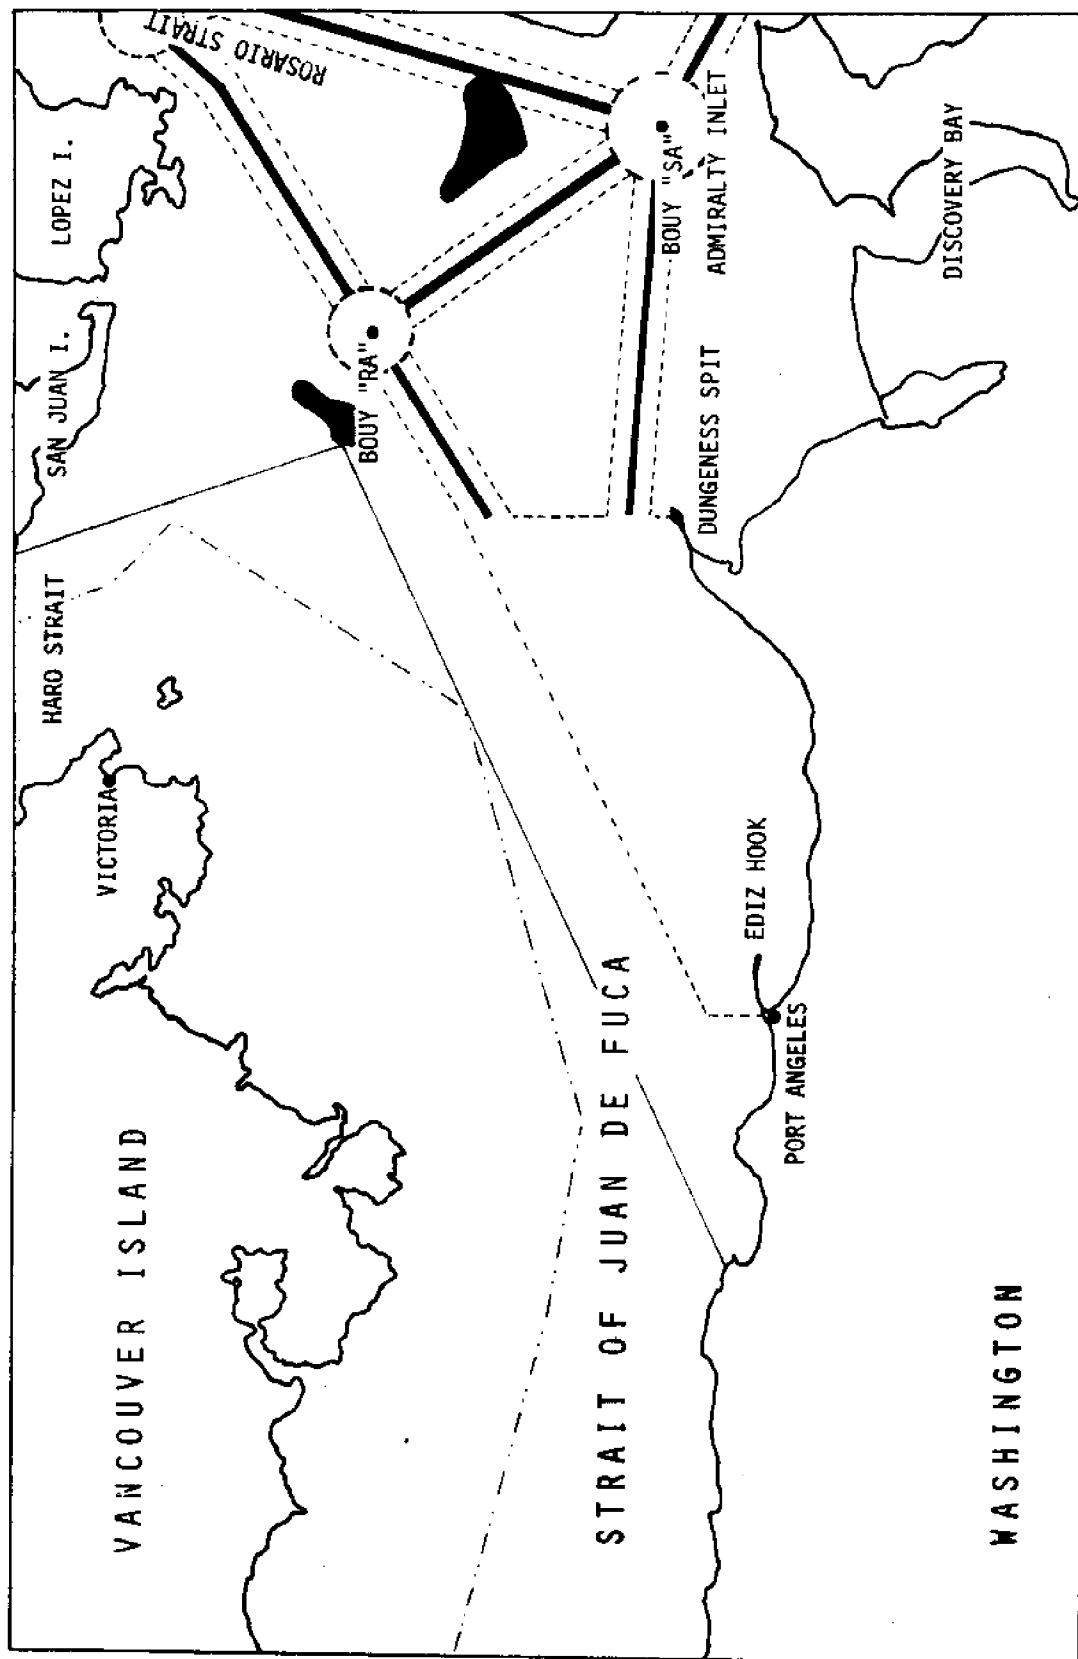 VANCOUVER ISLAND
VICTORIA
HARO STRAIT
SAN JUAN I.
LOPEZ I.
ROSARIO STRAIT
BOUY "RA"
BOUY "SA"
ADMIRALTY INLET
STRAIT OF JUAN DE FUCA
EDIZ HOOK
DUNGENESS SPIT
PORT ANGELES
DISCOVERY BAY
WASHINGTON